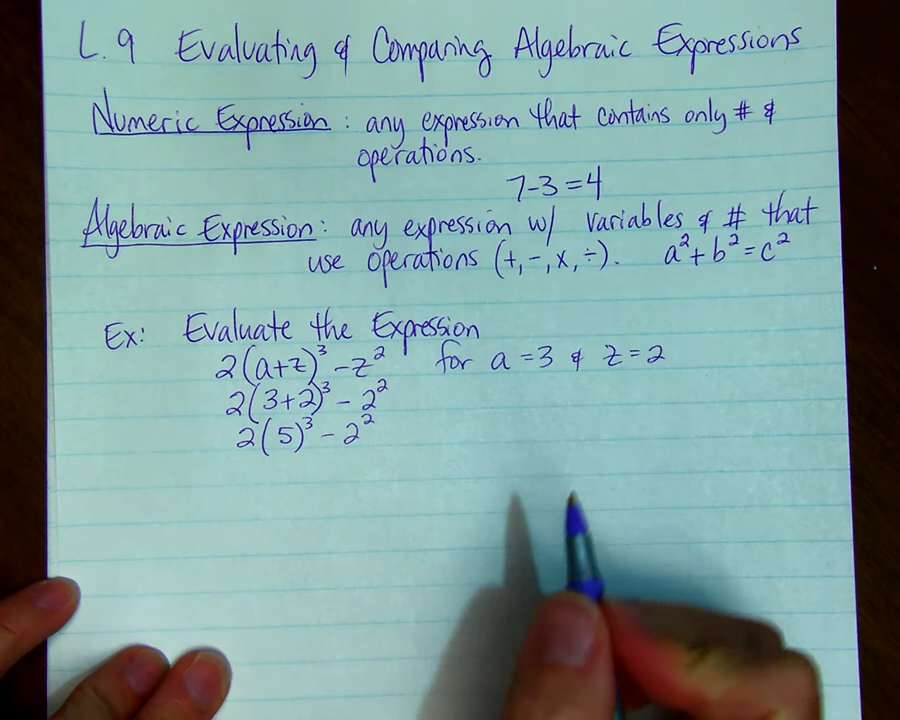 L.9 Evaluating & Comparing Algebraic Expressions
Numeric Expression: any expression that contains only # &
operations.
7-3=4
Algebraic Expression: any expression w/ variables & # that
use operations (+, -, x, ÷). a²+b²=c²
Ex: Evaluate the Expression
2(a+z)³-z² for a=3 & z=2
2(3+2)³-2²
2(5)³-2²